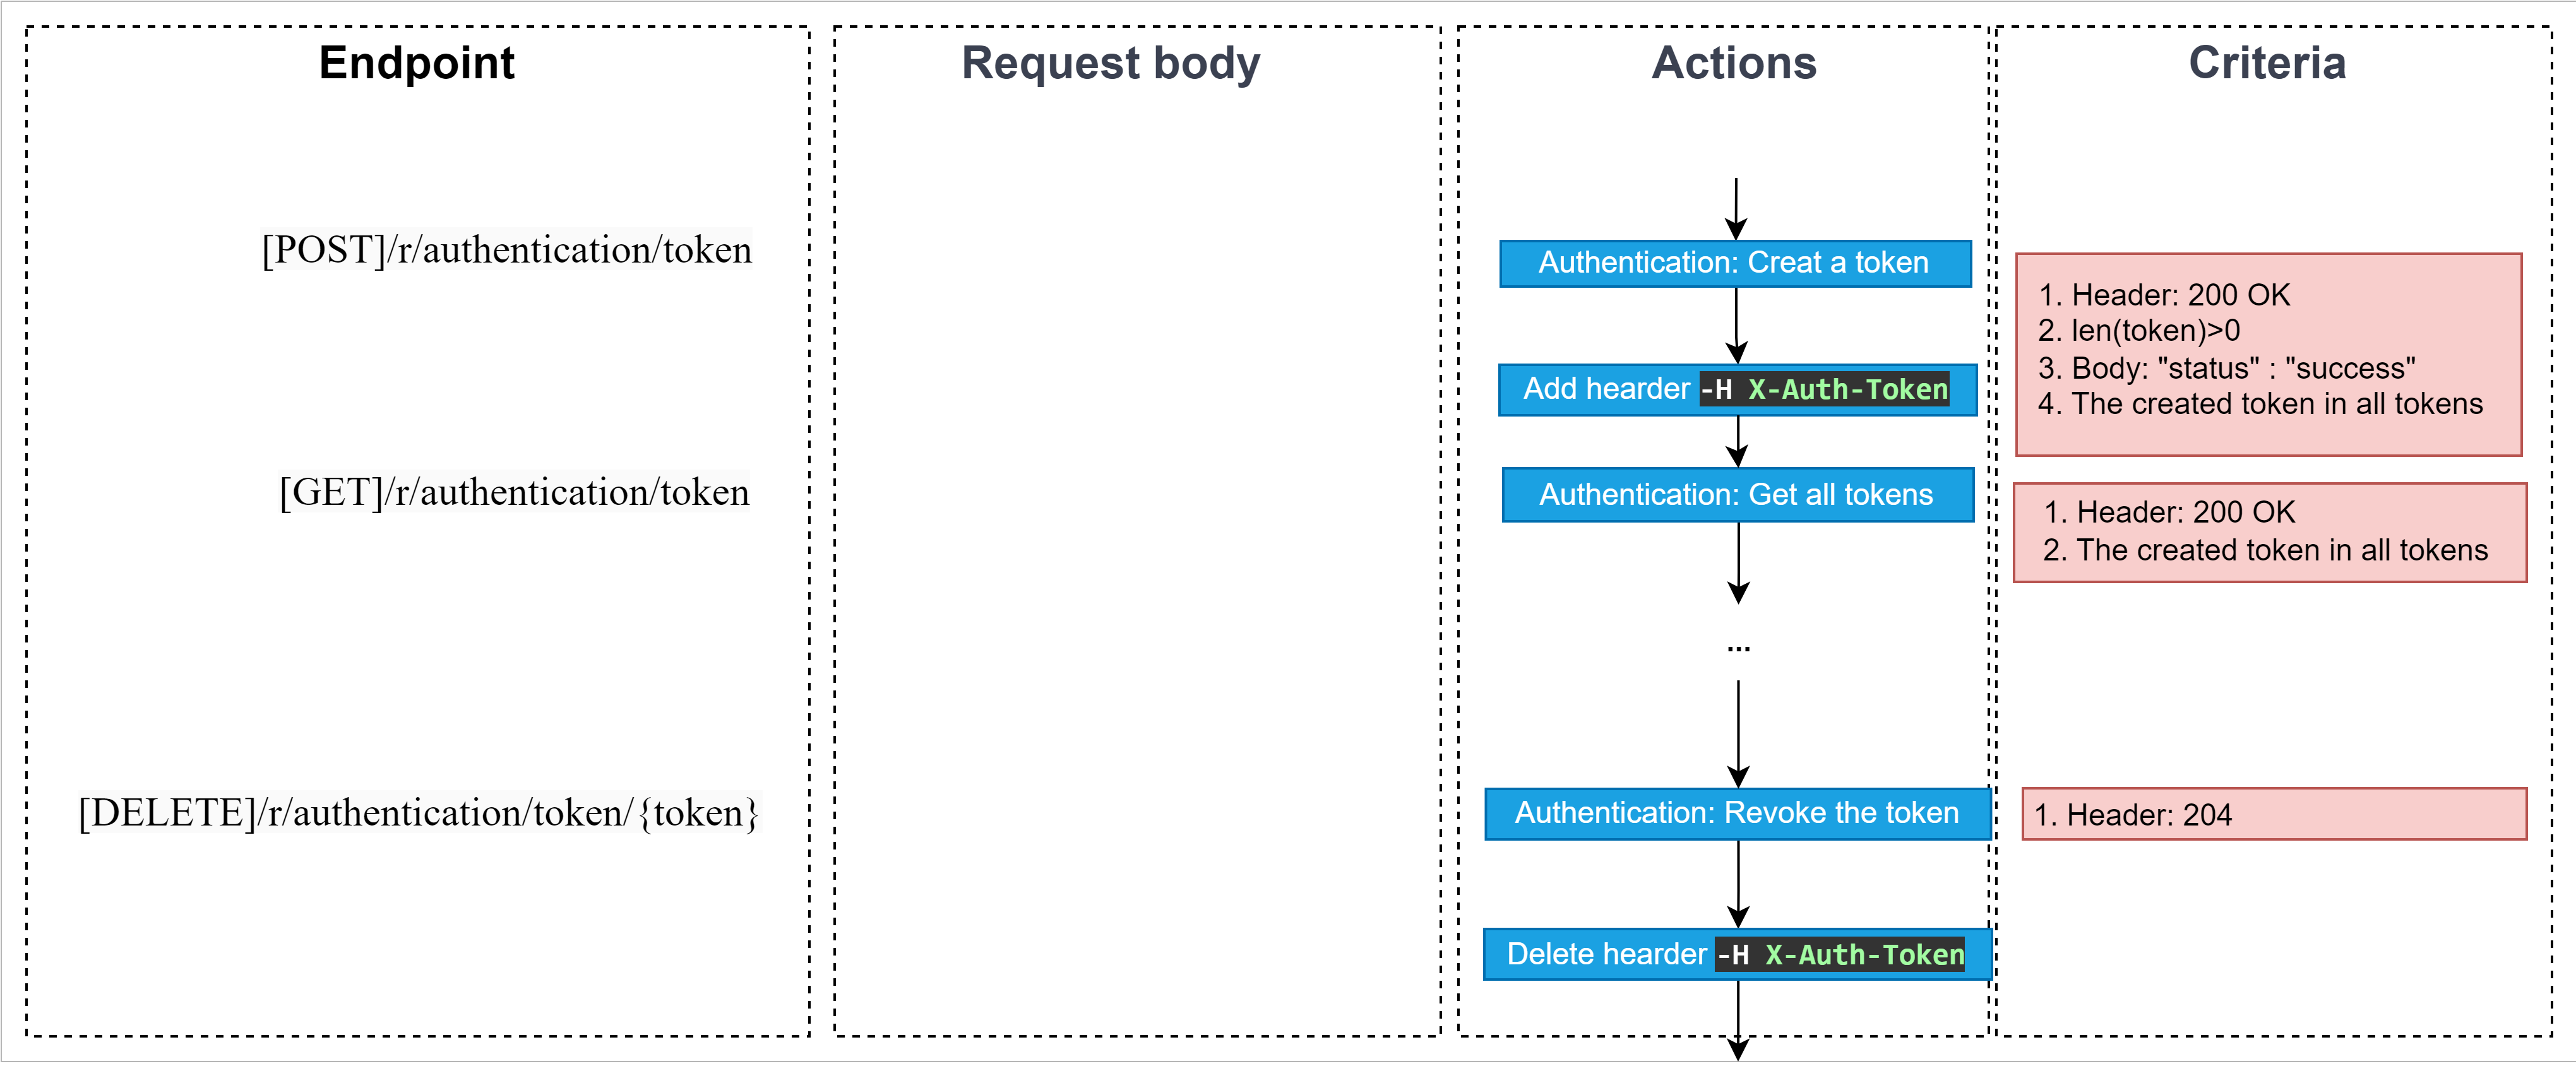 Endpoint
Request body
Actions
Criteria
[POST]/r/authentication/token
Authentication: Creat a token
1. Header: 200 OK
2. len(token)>0
3. Body: "status" : "success"
4. The created token in all tokens
Add hearder -H X-Auth-Token
[GET]/r/authentication/token
Authentication: Get all tokens
1. Header: 200 OK
2. The created token in all tokens
...
[DELETE]/r/authentication/token/{token}
Authentication: Revoke the token
1. Header: 204
Delete hearder -H X-Auth-Token